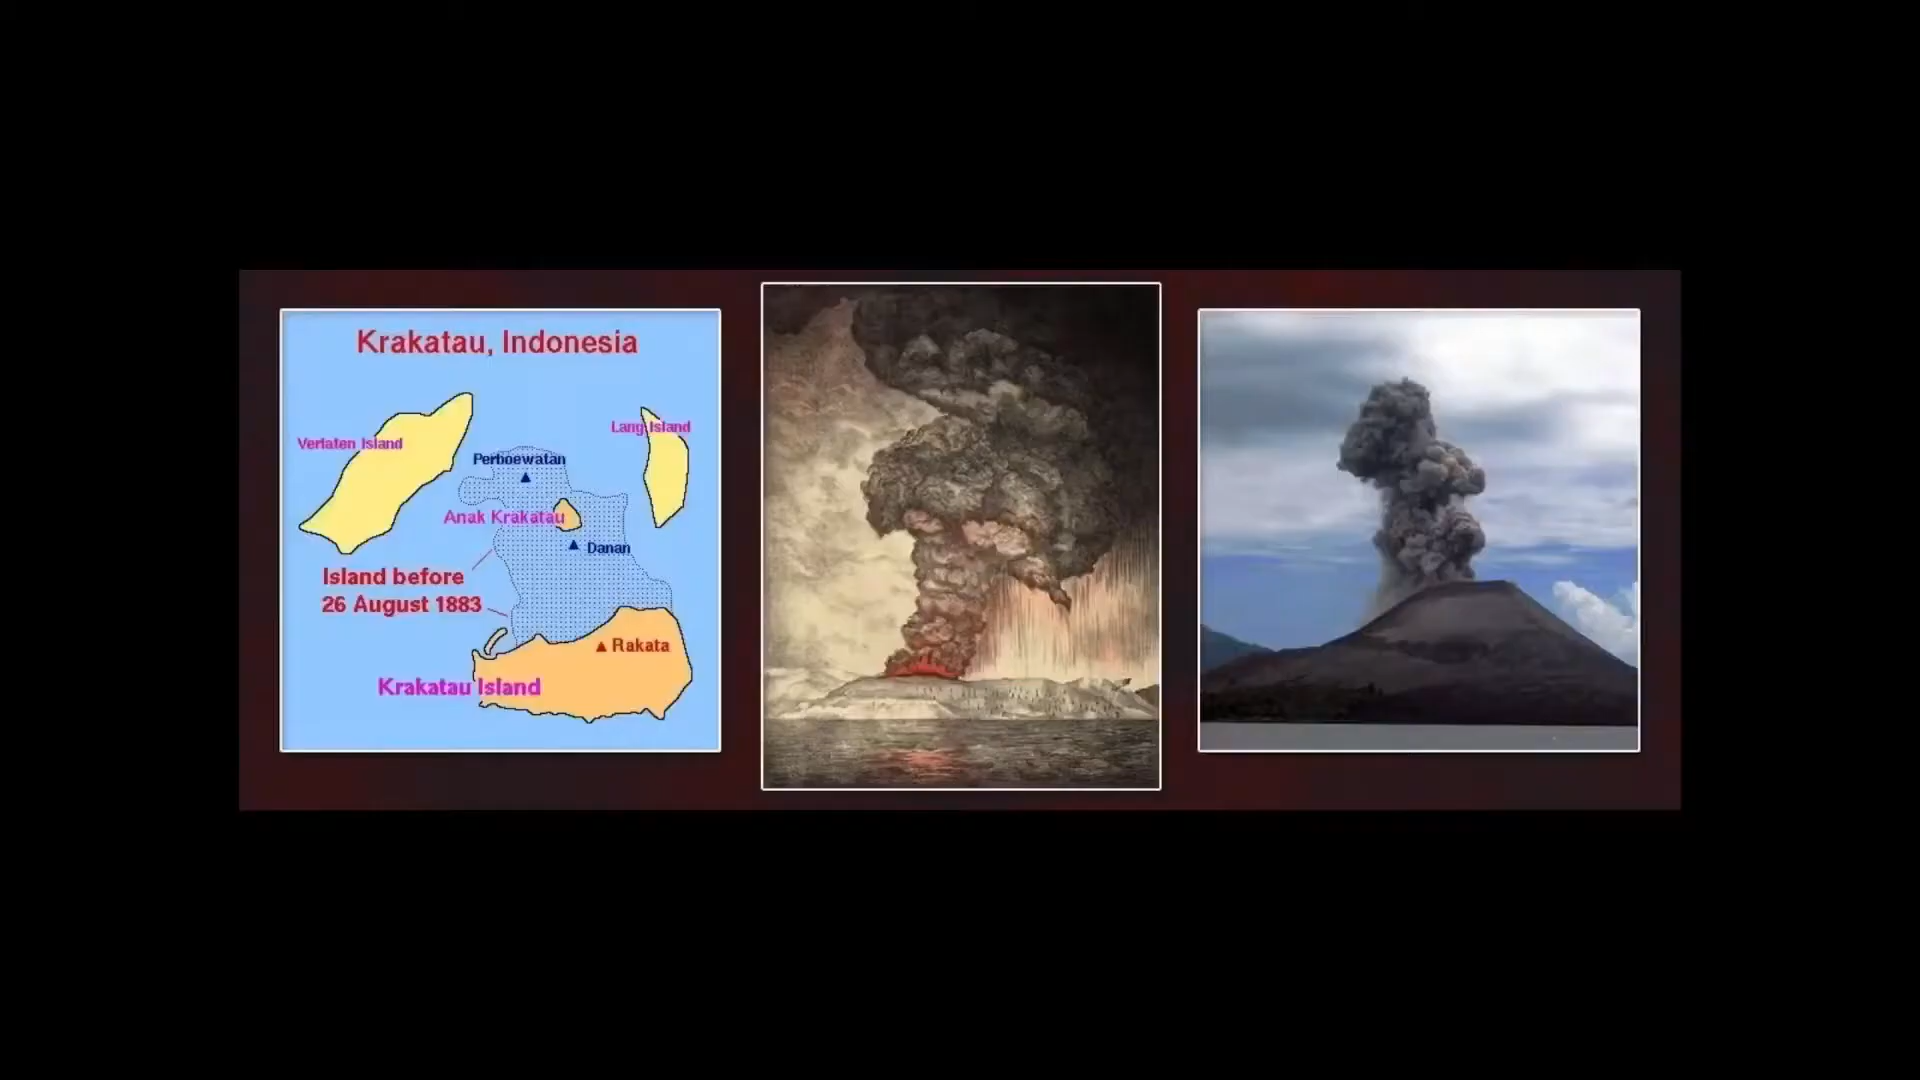 Krakatau, Indonesia
Lang Island
Verlaten Island
Perboewatan
Anak Krakatau
Danan
Island before
26 August 1883
Rakata
Krakatau Island